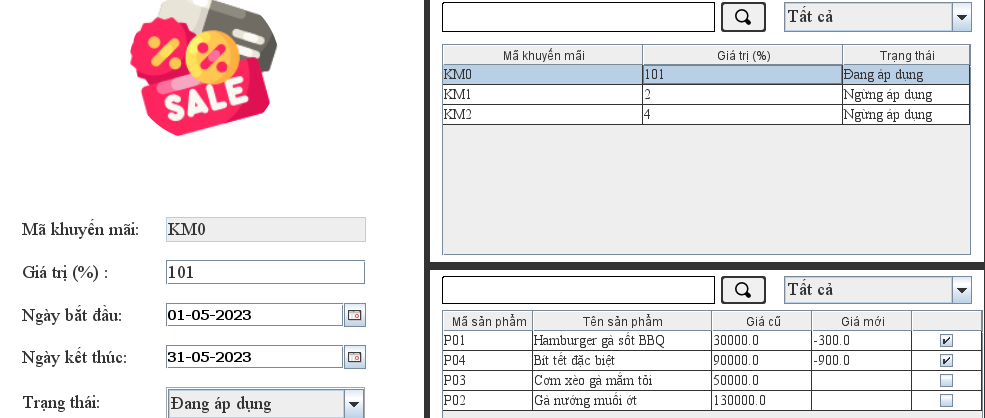 SALE
Mã khuyến mãi: KM0
Giá trị (%) : 101
Ngày bắt đầu: 01-05-2023
Ngày kết thúc: 31-05-2023
Trạng thái: Đang áp dụng
Tất cả
Mã khuyến mãi Giá trị (%) Trạng thái
KM0 101 Đang áp dụng
KM1 2 Ngừng áp dụng
KM2 4 Ngừng áp dụng
Tất cả
Mã sản phẩm Tên sản phẩm Giá cũ Giá mới
P01 Hamburger gà sốt BBQ 30000.0 -300.0
P04 Bít tết đặc biệt 90000.0 -900.0
P03 Cơm xèo gà mắm tỏi 50000.0
P02 Gà nướng muối ớt 130000.0